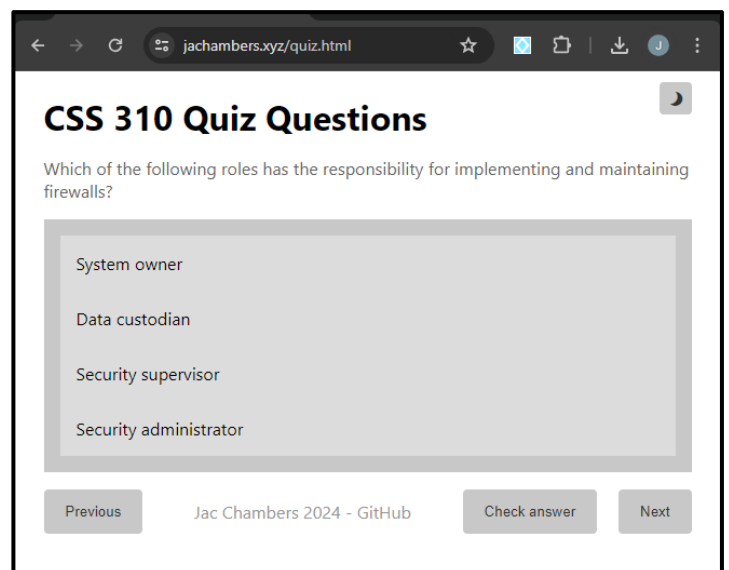 jachambers.xyz/quiz.html
J
CSS 310 Quiz Questions
Which of the following roles has the responsibility for implementing and maintaining
firewalls?
System owner
Data custodian
Security supervisor
Security administrator
Previous
Jac Chambers 2024 - GitHub
Check answer
Next